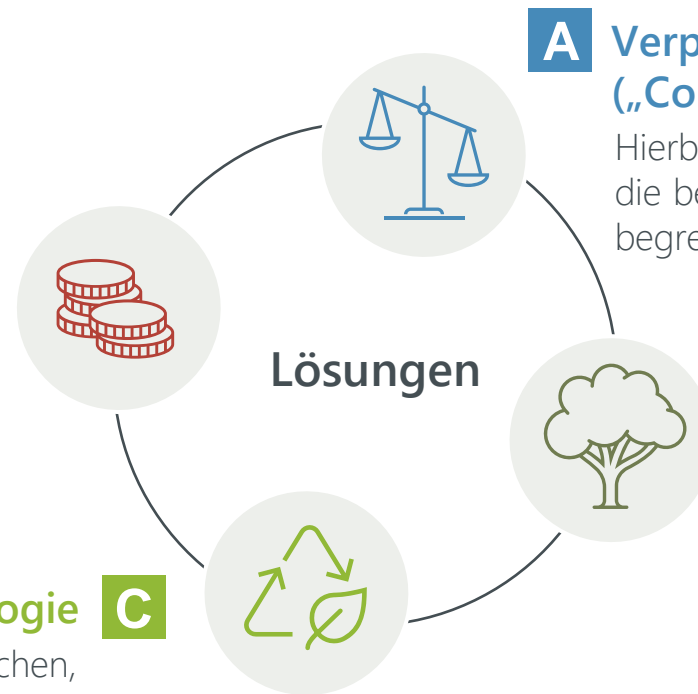 A Verp
(„Co
Hierb
die be
begre
Lösungen
ogie C
chen,